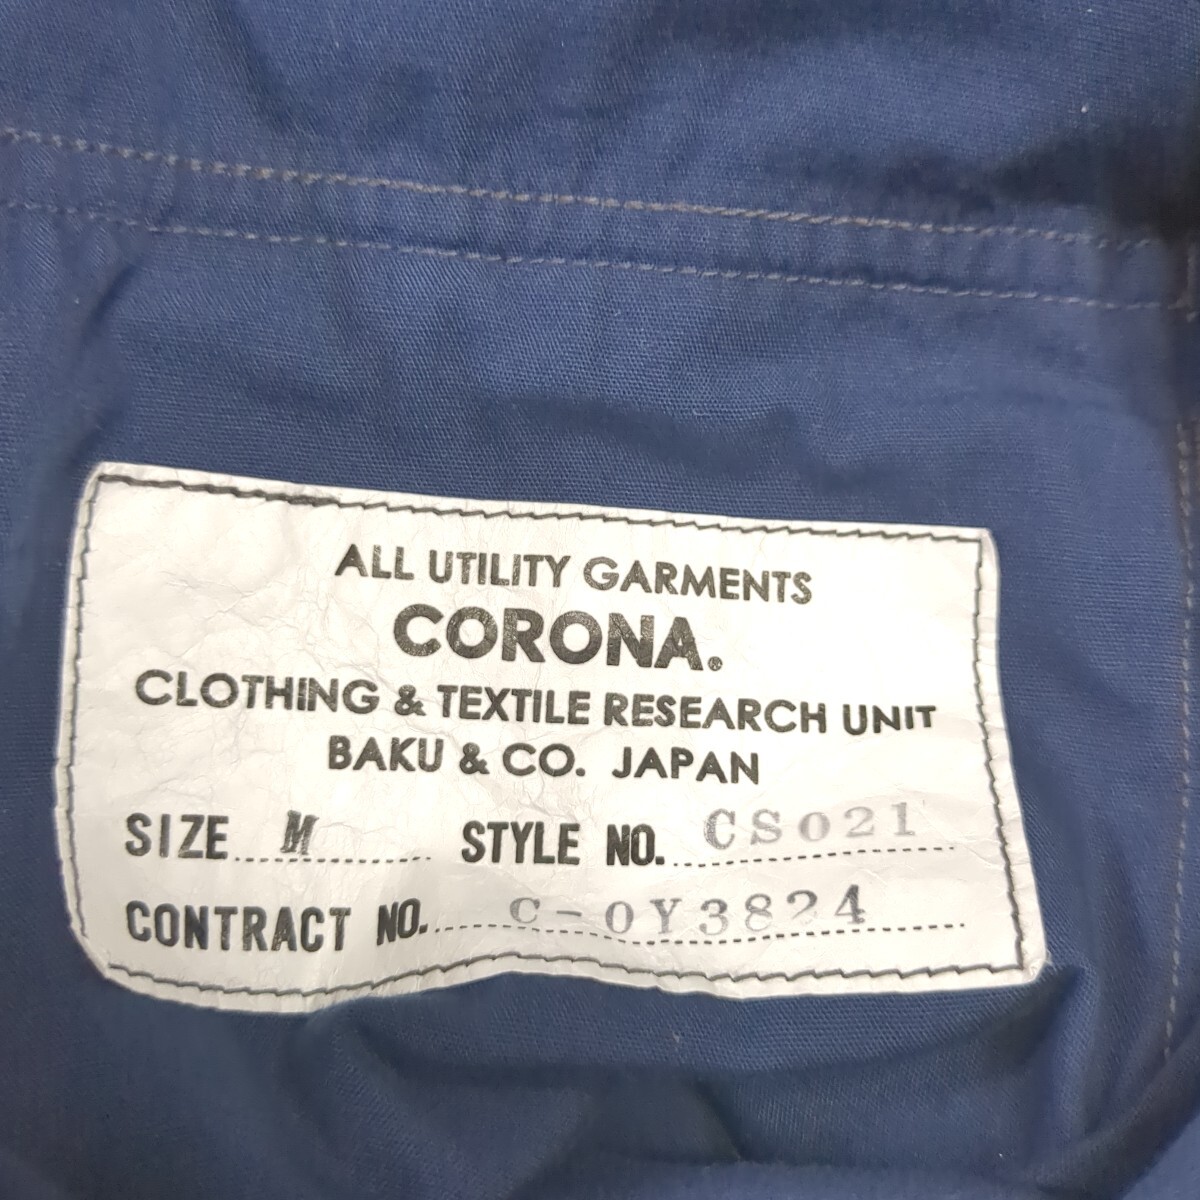 ALL UTILITY GARMENTS
CORONA.
CLOTHING & TEXTILE RESEARCH UNIT
BAKU & CO. JAPAN
SIZE M STYLE NO. CS021
CONTRACT NO. C-0Y3824